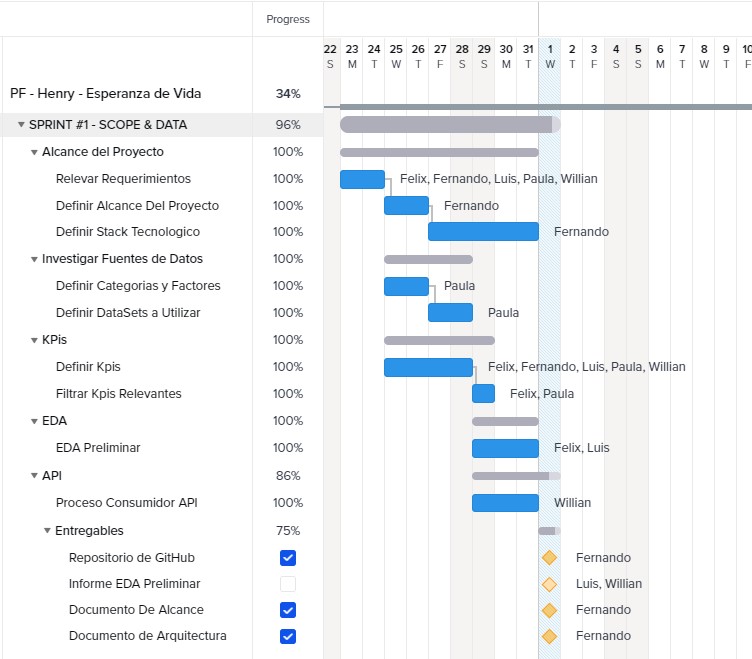 Progress
22 23 24 25 26 27 28 29 30 31 1 2 3 4 5 6 7 8 9 10
S M T W T F S S M T W T F S S M T W T F
PF - Henry - Esperanza de Vida 34%
SPRINT #1 - SCOPE & DATA 96%
Alcance del Proyecto 100%
Relevar Requerimientos 100% Felix, Fernando, Luis, Paula, Willian
Definir Alcance Del Proyecto 100% Fernando
Definir Stack Tecnologico 100% Fernando
Investigar Fuentes de Datos 100%
Definir Categorias y Factores 100% Paula
Definir DataSets a Utilizar 100% Paula
KPis 100%
Definir Kpis 100% Felix, Fernando, Luis, Paula, Willian
Filtrar Kpis Relevantes 100% Felix, Paula
EDA 100%
EDA Preliminar 100% Felix, Luis
API 86%
Proceso Consumidor API 100% Willian
Entregables 75%
Repositorio de GitHub Fernando
Informe EDA Preliminar Luis, Willian
Documento De Alcance Fernando
Documento de Arquitectura Fernando